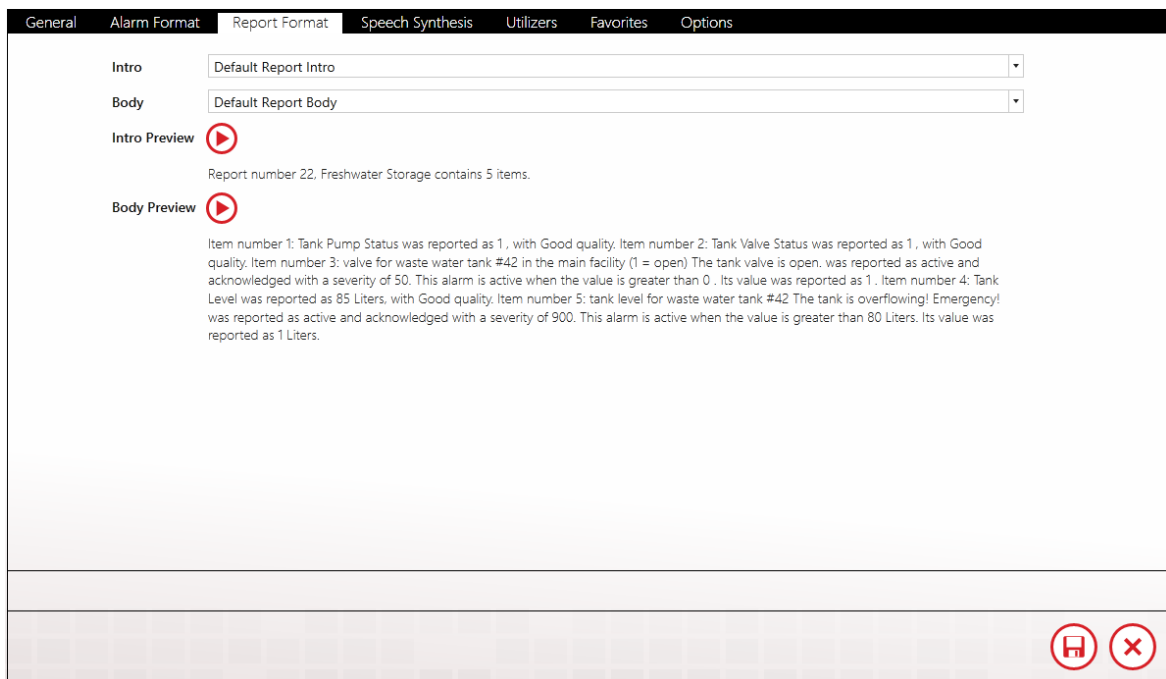 General Alarm Format Report Format Speech Synthesis Utilizers Favorites Options
Intro Default Report Intro
Body Default Report Body
Intro Preview
Report number 22, Freshwater Storage contains 5 items.
Body Preview
Item number 1: Tank Pump Status was reported as 1 , with Good quality. Item number 2: Tank Valve Status was reported as 1 , with Good
quality. Item number 3: valve for waste water tank #42 in the main facility (1 = open) The tank valve is open. was reported as active and
acknowledged with a severity of 50. This alarm is active when the value is greater than 0 . Its value was reported as 1 . Item number 4: Tank
Level was reported as 85 Liters, with Good quality. Item number 5: tank level for waste water tank #42 The tank is overflowing! Emergency!
was reported as active and acknowledged with a severity of 900. This alarm is active when the value is greater than 80 Liters. Its value was
reported as 1 Liters.